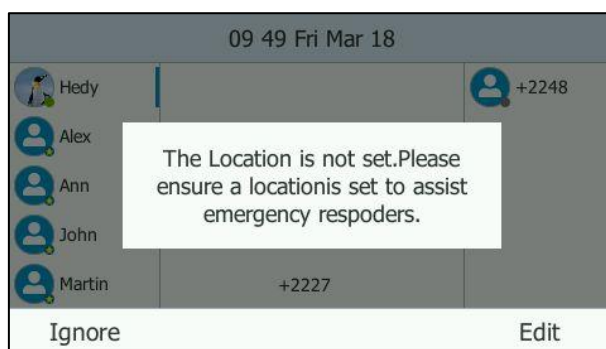 09 49 Fri Mar 18
Hedy
+2248
Alex
Ann
John
Martin
+2227
The Location is not set.Please
ensure a locationis set to assist
emergency respoders.
Ignore
Edit